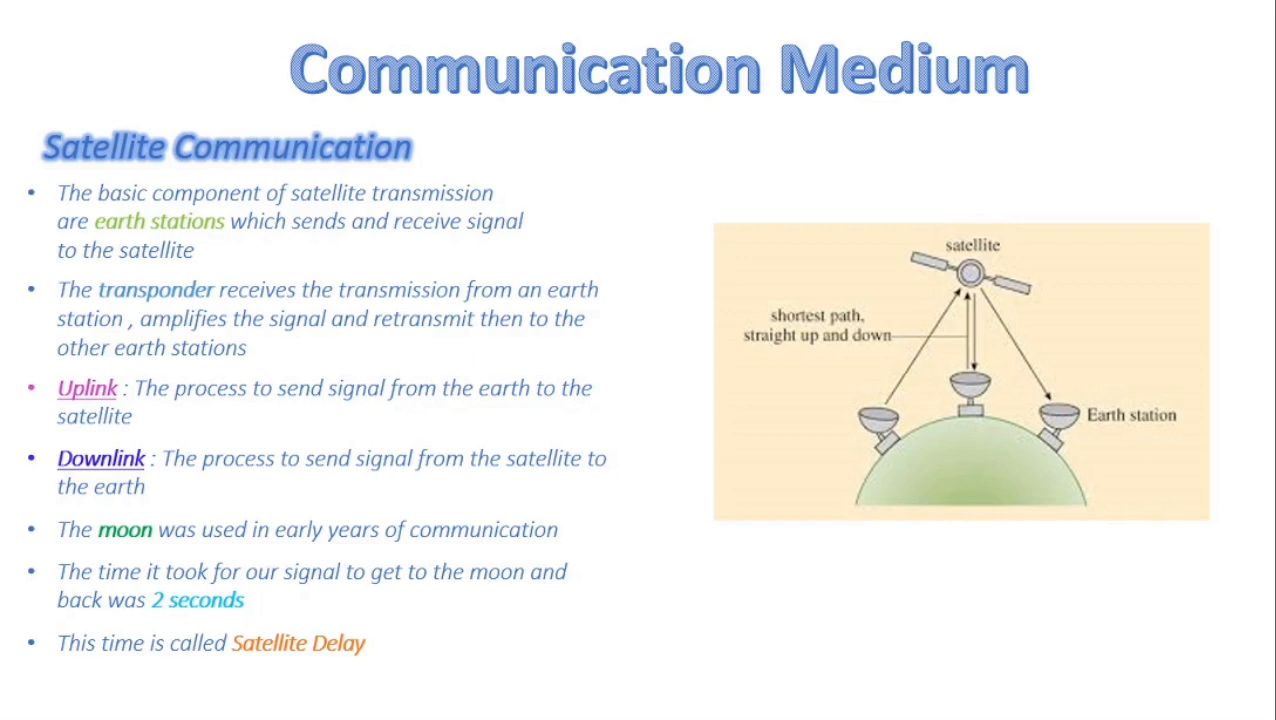 Communication Medium
Satellite Communication
• The basic component of satellite transmission
are earth stations which sends and receive signal
to the satellite
• The transponder receives the transmission from an earth
station , amplifies the signal and retransmit then to the
other earth stations
• Uplink : The process to send signal from the earth to the
satellite
• Downlink : The process to send signal from the satellite to
the earth
• The moon was used in early years of communication
• The time it took for our signal to get to the moon and
back was 2 seconds
• This time is called Satellite Delay
satellite
shortest path,
straight up and down
Earth station